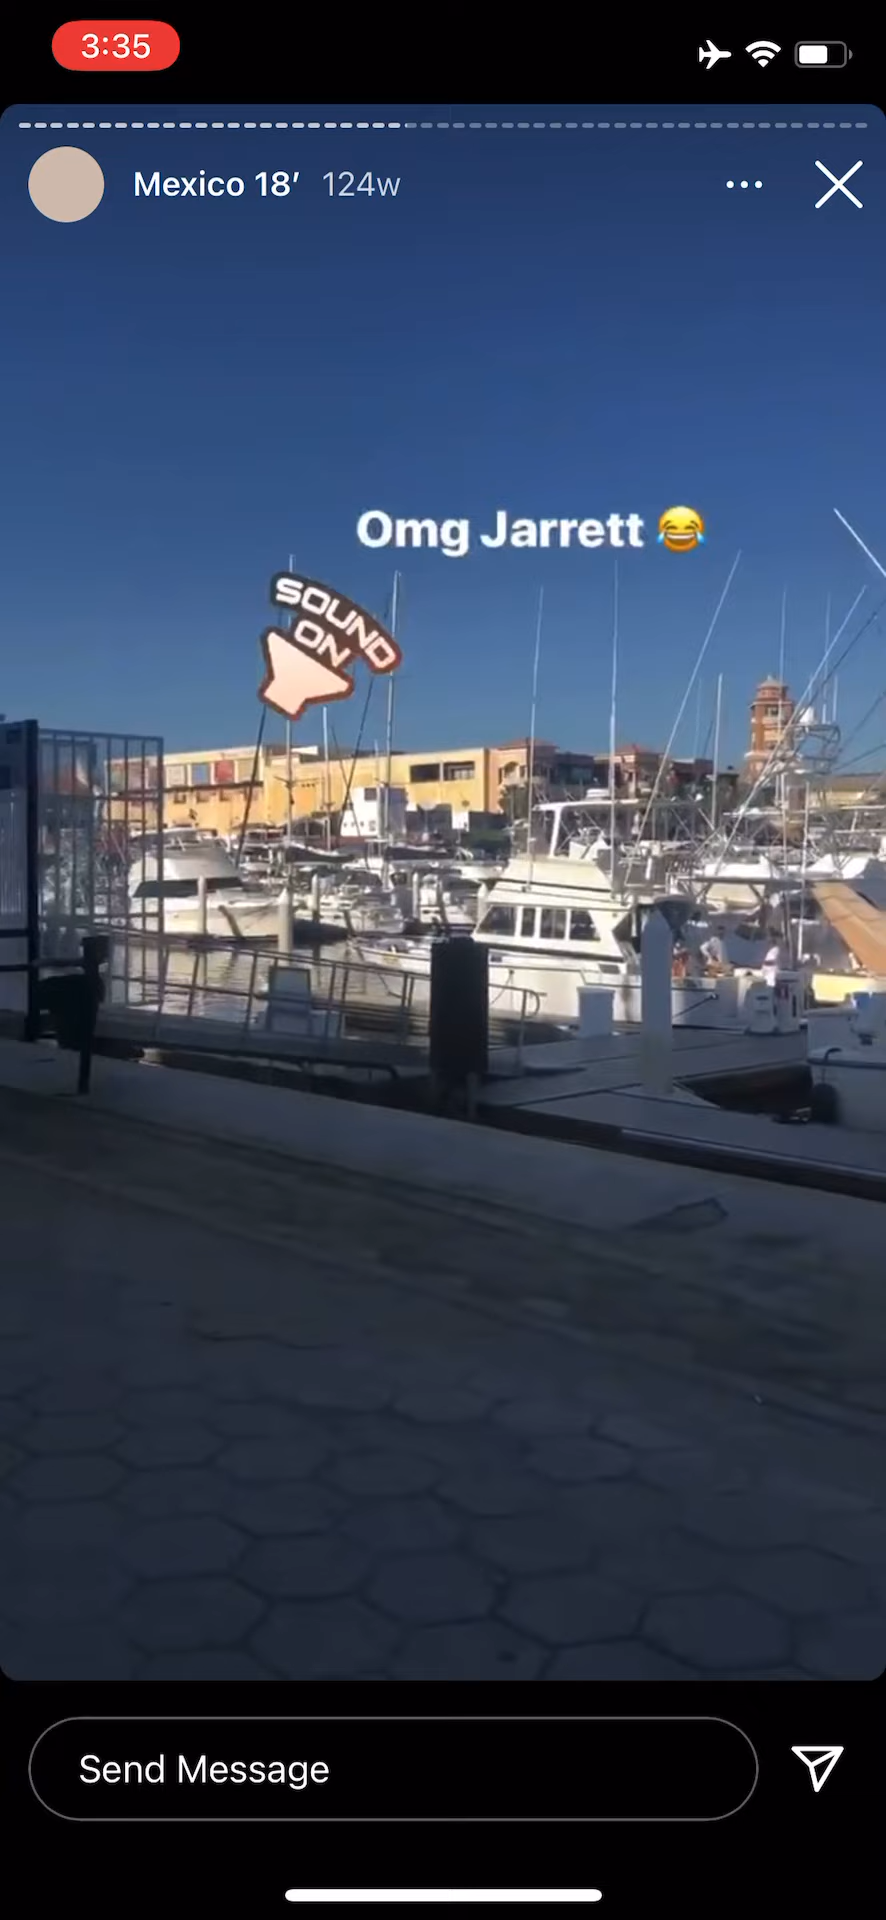 3:35
Mexico 18’ 124w
Omg Jarrett 😂
SOUND
ON
Send Message